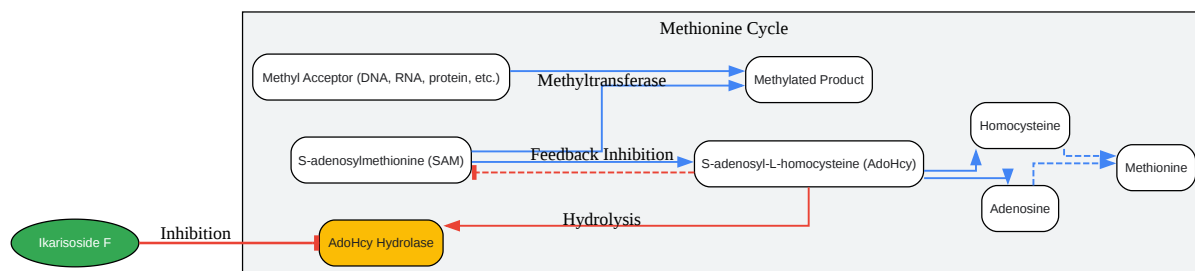 Methionine Cycle
Methyl Acceptor (DNA, RNA, protein, etc.)
Methyltransferase
Methylated Product
S-adenosylmethionine (SAM)
Feedback Inhibition
S-adenosyl-L-homocysteine (AdoHcy)
Homocysteine
Methionine
Adenosine
Hydrolysis
Ikarisoside F
Inhibition
AdoHcy Hydrolase